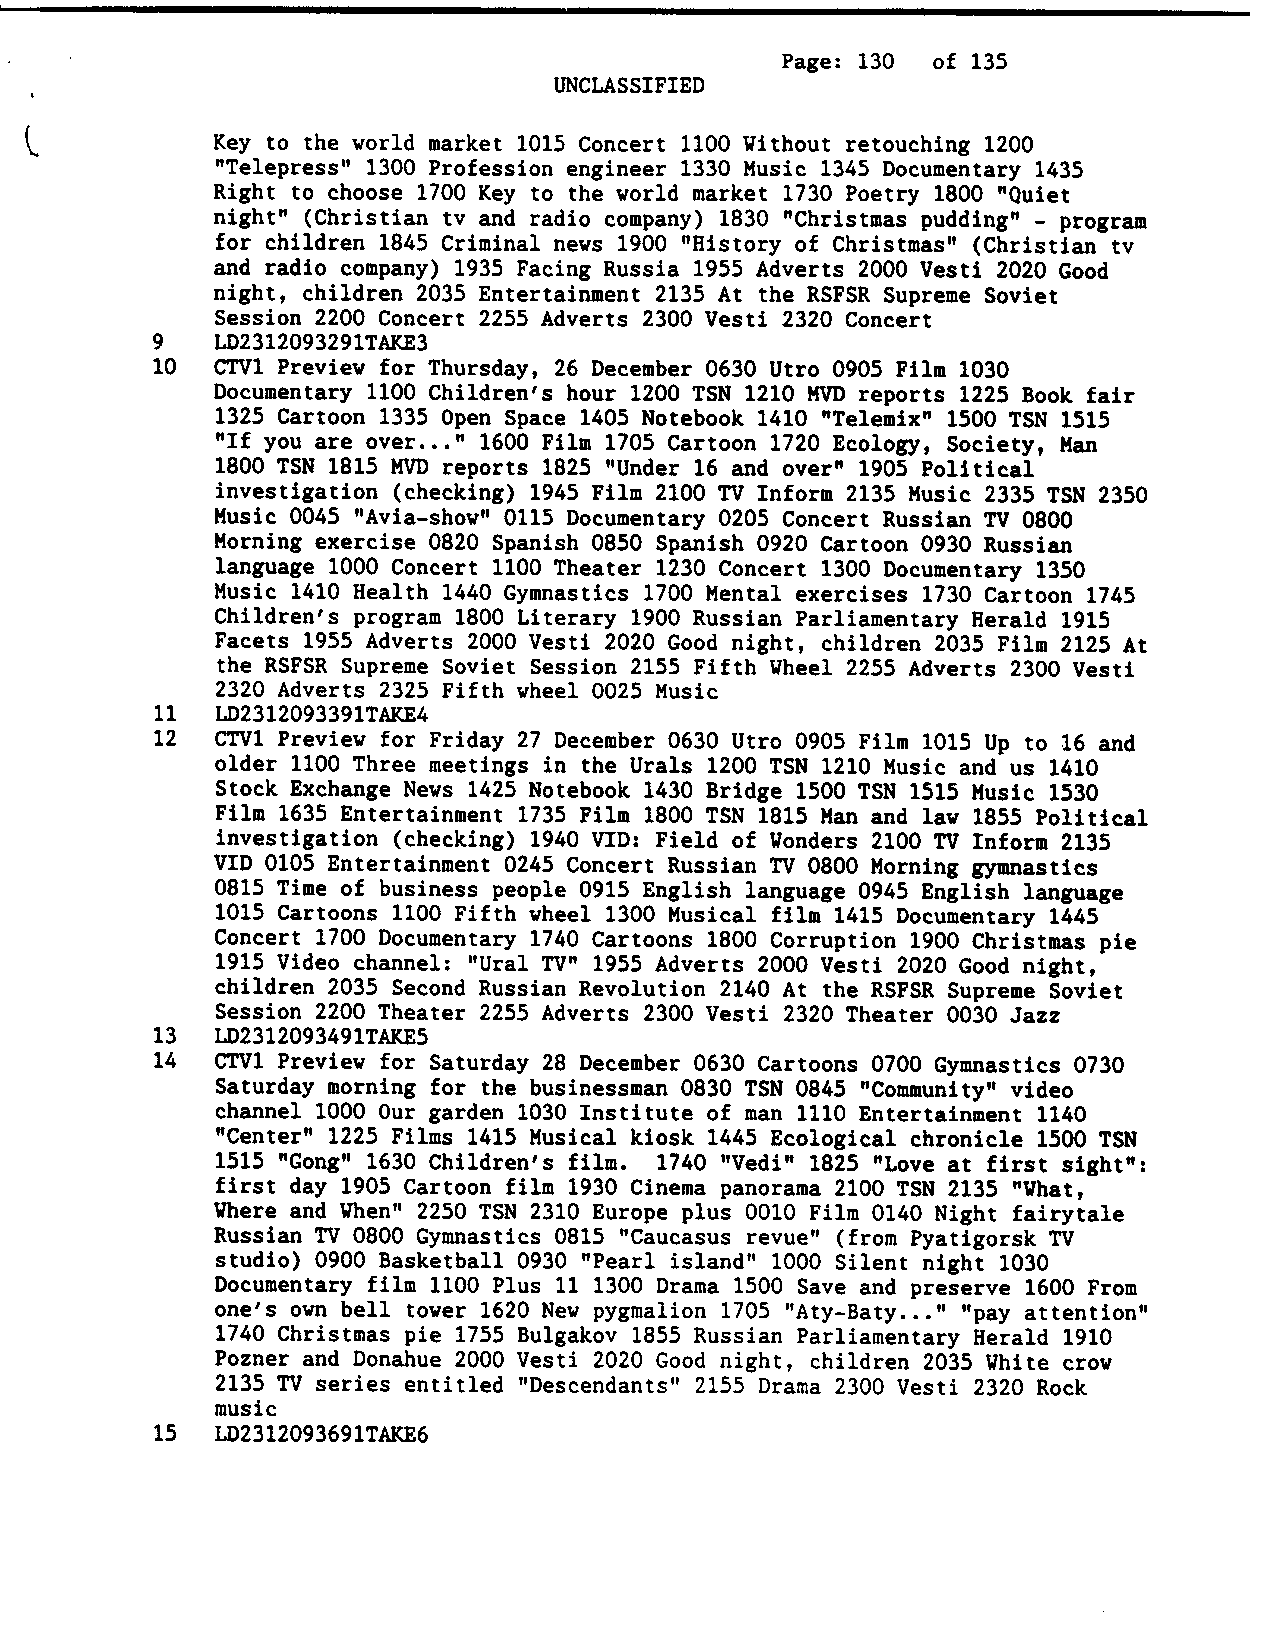 Page: 130 of 135
UNCLASSIFIED
Key to the world market 1015 Concert 1100 Without retouching 1200
"Telepress" 1300 Profession engineer 1330 Music 1345 Documentary 1435
Right to choose 1700 Key to the world market 1730 Poetry 1800 "Quiet
night" (Christian tv and radio company) 1830 "Christmas pudding" - program
for children 1845 Criminal news 1900 "History of Christmas" (Christian tv
and radio company) 1935 Facing Russia 1955 Adverts 2000 Vesti 2020 Good
night, children 2035 Entertainment 2135 At the RSFSR Supreme Soviet
Session 2200 Concert 2255 Adverts 2300 Vesti 2320 Concert
9 LD2312093291TAKE3
10 CTV1 Preview for Thursday, 26 December 0630 Utro 0905 Film 1030
Documentary 1100 Children's hour 1200 TSN 1210 MVD reports 1225 Book fair
1325 Cartoon 1335 Open Space 1405 Notebook 1410 "Telemix" 1500 TSN 1515
"If you are over..." 1600 Film 1705 Cartoon 1720 Ecology, Society, Man
1800 TSN 1815 MVD reports 1825 "Under 16 and over" 1905 Political
investigation (checking) 1945 Film 2100 TV Inform 2135 Music 2335 TSN 2350
Music 0045 "Avia-show" 0115 Documentary 0205 Concert Russian TV 0800
Morning exercise 0820 Spanish 0850 Spanish 0920 Cartoon 0930 Russian
language 1000 Concert 1100 Theater 1230 Concert 1300 Documentary 1350
Music 1410 Health 1440 Gymnastics 1700 Mental exercises 1730 Cartoon 1745
Children's program 1800 Literary 1900 Russian Parliamentary Herald 1915
Facets 1955 Adverts 2000 Vesti 2020 Good night, children 2035 Film 2125 At
the RSFSR Supreme Soviet Session 2155 Fifth Wheel 2255 Adverts 2300 Vesti
2320 Adverts 2325 Fifth wheel 0025 Music
11 LD2312093391TAKE4
12 CTV1 Preview for Friday 27 December 0630 Utro 0905 Film 1015 Up to 16 and
older 1100 Three meetings in the Urals 1200 TSN 1210 Music and us 1410
Stock Exchange News 1425 Notebook 1430 Bridge 1500 TSN 1515 Music 1530
Film 1635 Entertainment 1735 Film 1800 TSN 1815 Man and law 1855 Political
investigation (checking) 1940 VID: Field of Wonders 2100 TV Inform 2135
VID 0105 Entertainment 0245 Concert Russian TV 0800 Morning gymnastics
0815 Time of business people 0915 English language 0945 English language
1015 Cartoons 1100 Fifth wheel 1300 Musical film 1415 Documentary 1445
Concert 1700 Documentary 1740 Cartoons 1800 Corruption 1900 Christmas pie
1915 Video channel: "Ural TV" 1955 Adverts 2000 Vesti 2020 Good night,
children 2035 Second Russian Revolution 2140 At the RSFSR Supreme Soviet
Session 2200 Theater 2255 Adverts 2300 Vesti 2320 Theater 0030 Jazz
13 LD2312093491TAKE5
14 CTV1 Preview for Saturday 28 December 0630 Cartoons 0700 Gymnastics 0730
Saturday morning for the businessman 0830 TSN 0845 "Community" video
channel 1000 Our garden 1030 Institute of man 1110 Entertainment 1140
"Center" 1225 Films 1415 Musical kiosk 1445 Ecological chronicle 1500 TSN
1515 "Gong" 1630 Children's film. 1740 "Vedi" 1825 "Love at first sight":
first day 1905 Cartoon film 1930 Cinema panorama 2100 TSN 2135 "What,
Where and When" 2250 TSN 2310 Europe plus 0010 Film 0140 Night fairytale
Russian TV 0800 Gymnastics 0815 "Caucasus revue" (from Pyatigorsk TV
studio) 0900 Basketball 0930 "Pearl island" 1000 Silent night 1030
Documentary film 1100 Plus 11 1300 Drama 1500 Save and preserve 1600 From
one's own bell tower 1620 New pygmalion 1705 "Aty-Baty..." "pay attention"
1740 Christmas pie 1755 Bulgakov 1855 Russian Parliamentary Herald 1910
Pozner and Donahue 2000 Vesti 2020 Good night, children 2035 White crow
2135 TV series entitled "Descendants" 2155 Drama 2300 Vesti 2320 Rock
music
15 LD2312093691TAKE6